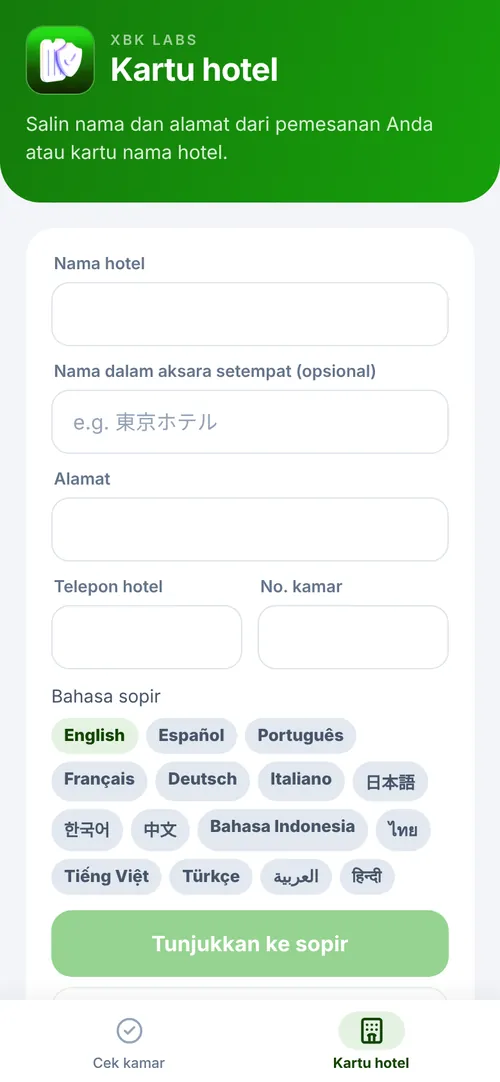 XBK LABS
Kartu hotel
Salin nama dan alamat dari pemesanan Anda
atau kartu nama hotel.
Nama hotel
Nama dalam aksara setempat (opsional)
e.g. 東京ホテル
Alamat
Telepon hotel No. kamar
Bahasa sopir
English Español Português
Français Deutsch Italiano 日本語
한국어 中文 Bahasa Indonesia ไทย
Tiếng Việt Türkçe العربية हिन्दी
Tunjukkan ke sopir
Cek kamar Kartu hotel